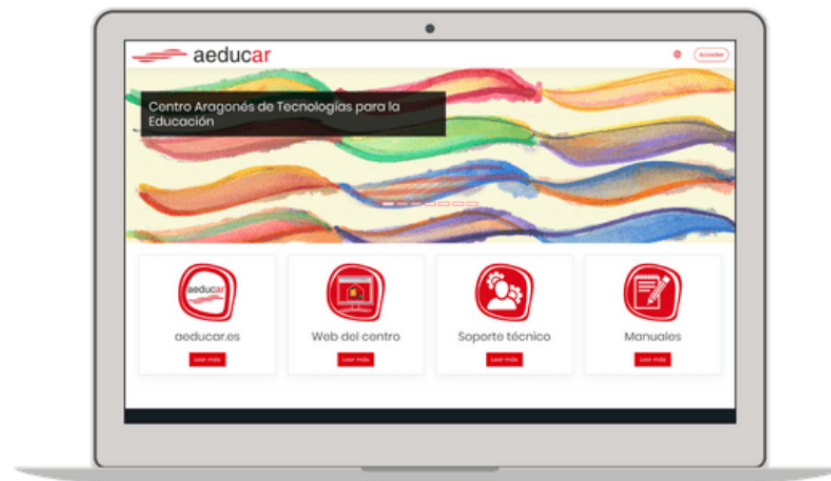 aeducar
Acceder
Centro Aragonés de Tecnologías para la
Educación
aeducar
aeducar.es
Web del centro
Soporte técnico
Manuales
Leer más
Leer más
Leer más
Leer más